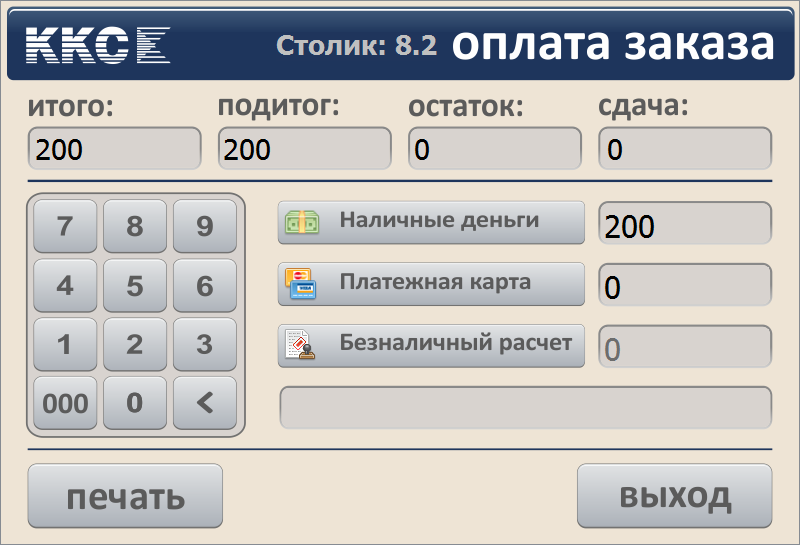 ККСЕ Столик: 8.2 оплата заказа
итого: подитог: остаток: сдача:
200 200 0 0
7 8 9 Наличные деньги 200
4 5 6 Платежная карта 0
1 2 3 Безналичный расчет 0
000 0 <
печать выход